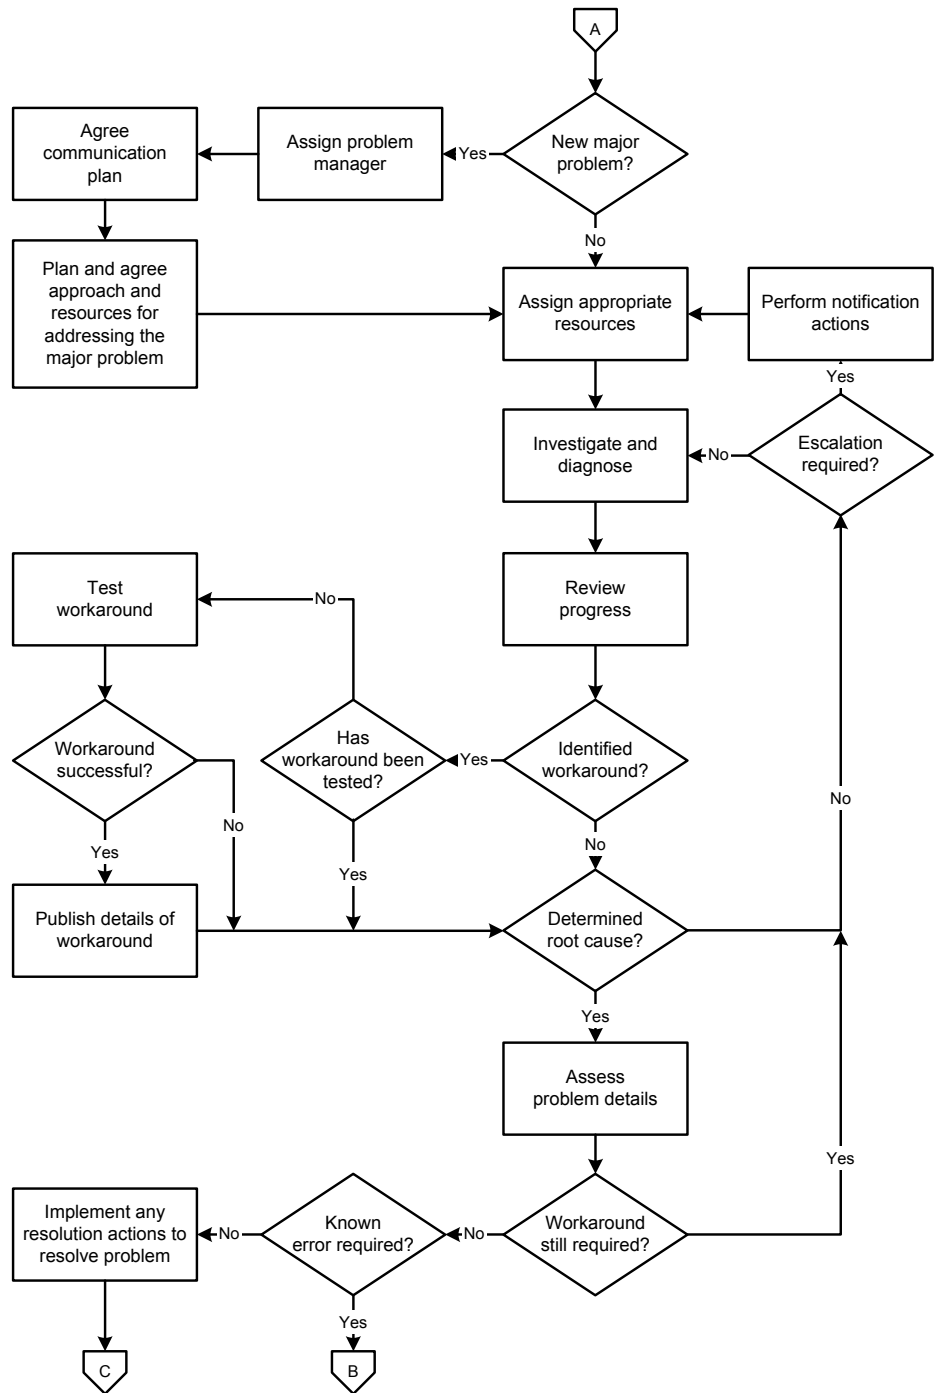 A
Agree
communication
plan
Assign problem
manager
Yes
New major
problem?
No
Plan and agree
approach and
resources for
addressing the
major problem
Assign appropriate
resources
Perform notification
actions
Yes
Investigate and
diagnose
No
Escalation
required?
Test
workaround
No
Review
progress
Workaround
successful?
Has
workaround been
tested?
Yes
Identified
workaround?
No
No
Yes
Yes
No
Publish details of
workaround
Determined
root cause?
Yes
Assess
problem details
Yes
Implement any
resolution actions to
resolve problem
No
Known
error required?
No
Workaround
still required?
Yes
C
B